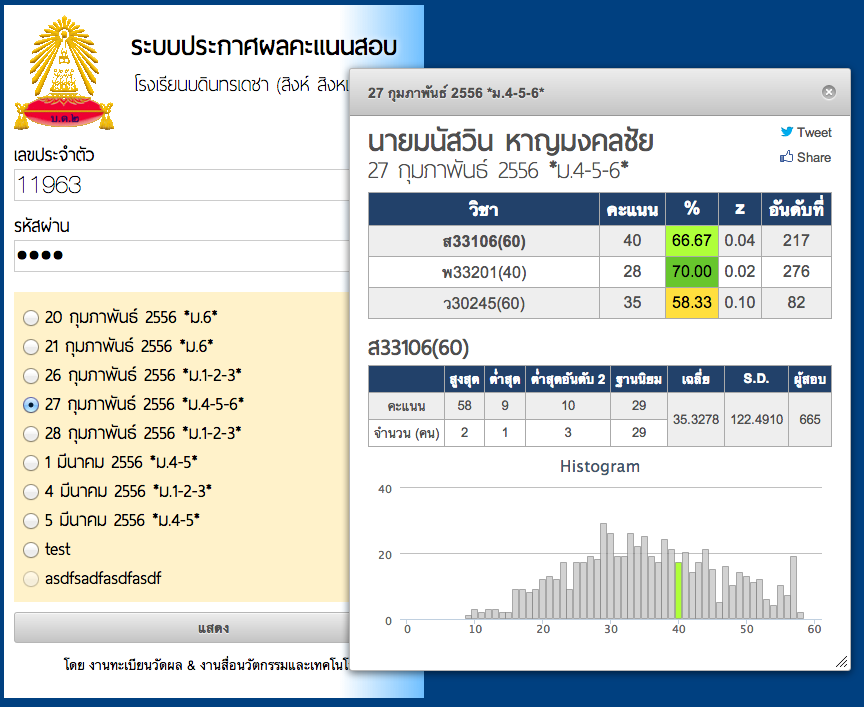 ระบบประกาศผลคะแนนสอบ
โรงเรียนบดินทรเดชา (สิงห์
บ.ด.๒
เลขประจำตัว
11963
รหัสผ่าน
20 กุมภาพันธ์ 2556 *ม.6*
21 กุมภาพันธ์ 2556 *ม.6*
26 กุมภาพันธ์ 2556 *ม.1-2-3*
27 กุมภาพันธ์ 2556 *ม.4-5-6*
28 กุมภาพันธ์ 2556 *ม.1-2-3*
1 มีนาคม 2556 *ม.4-5*
4 มีนาคม 2556 *ม.1-2-3*
5 มีนาคม 2556 *ม.4-5*
test
asdfsadfasdfasdf
แสดง
โดย งานทะเบียนวัดผล & งานสื่อนวัตกรรมและเทคโนโ
27 กุมภาพันธ์ 2556 *ม.4-5-6*
นายมนัสวิน หาญมงคลชัย
27 กุมภาพันธ์ 2556 *ม.4-5-6*
Tweet
Share
วิชา คะแนน % z อันดับที่
ส33106(60) 40 66.67 0.04 217
พ33201(40) 28 70.00 0.02 276
ว30245(60) 35 58.33 0.10 82
ส33106(60)
สูงสุด ต่ำสุด ต่ำสุดอันดับ 2 ฐานนิยม เฉลี่ย S.D. ผู้สอบ
คะแนน 58 9 10 29 35.3278 122.4910 665
จำนวน (คน) 2 1 3 29
Histogram
40
20
0
0 10 20 30 40 50 60